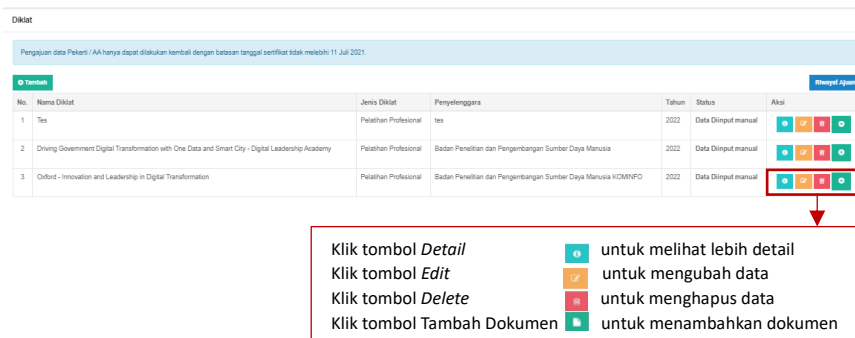 Diklat
Pengajuan data Pekerti / AA hanya dapat dilakukan kembali dengan batasan tanggal sertifikat tidak melebihi 11 Juli 2021.
Tambah
Riwayat Ajuan
No. Nama Diklat Jenis Diklat Penyelenggara Tahun Status Aksi
1 Tes Pelatihan Profesional tes 2022 Data Diinput manual
2 Driving Government Digital Transformation with One Data and Smart City - Digital Leadership Academy Pelatihan Profesional Badan Penelitian dan Pengembangan Sumber Daya Manusia 2022 Data Diinput manual
3 Oxford - Innovation and Leadership in Digital Transformation Pelatihan Profesional Badan Penelitian dan Pengembangan Sumber Daya Manusia KOMINFO 2022 Data Diinput manual
Klik tombol Detail untuk melihat lebih detail
Klik tombol Edit untuk mengubah data
Klik tombol Delete untuk menghapus data
Klik tombol Tambah Dokumen untuk menambahkan dokumen